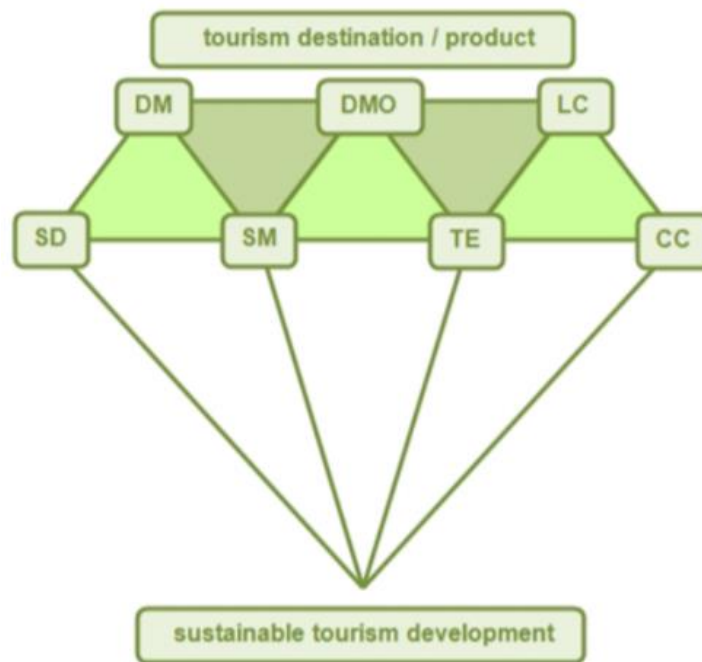 tourism destination / product
DM DMO LC
SD SM TE CC
sustainable tourism development